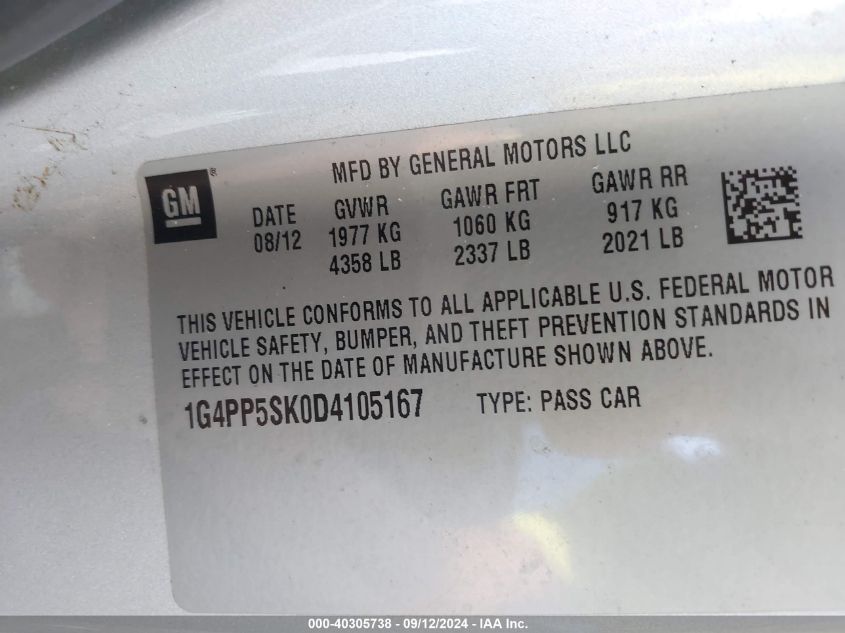 MFD BY GENERAL MOTORS LLC
GM®
DATE GVWR GAWR FRT GAWR RR
08/12 1977 KG 1060 KG 917 KG
4358 LB 2337 LB 2021 LB
THIS VEHICLE CONFORMS TO ALL APPLICABLE U.S. FEDERAL MOTOR
VEHICLE SAFETY, BUMPER, AND THEFT PREVENTION STANDARDS IN
EFFECT ON THE DATE OF MANUFACTURE SHOWN ABOVE.
1G4PP5SK0D4105167 TYPE: PASS CAR
000-40305738 - 09/12/2024 - IAA Inc.